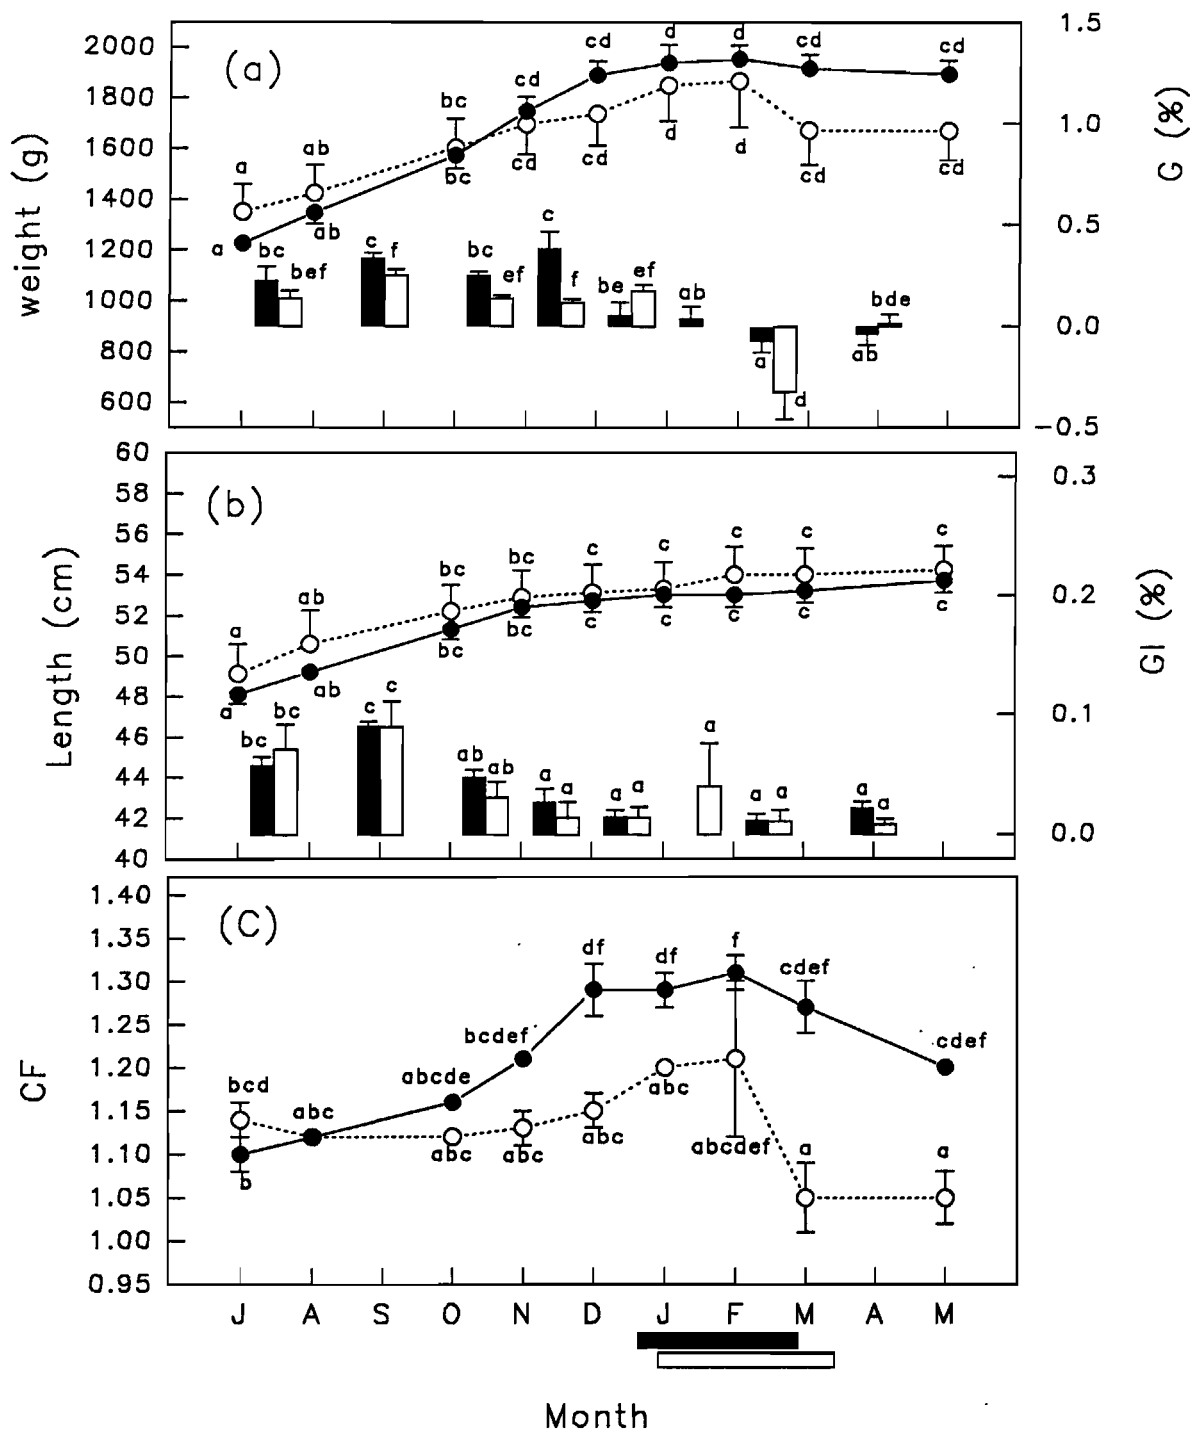 (a)
weight (g)
2000
1800
1600
1400
1200
1000
800
600
G (%)
1.5
1.0
0.5
0.0
−0.5
a ab bc cd d d cd cd
a ab bc cd cd d d cd cd
bc bef c f bc ef c f be ef ab a d ab bde
(b)
Length (cm)
60
58
56
54
52
50
48
46
44
42
40
GI (%)
0.3
0.2
0.1
0.0
a ab bc bc c c c c c
a ab bc bc c c c c c
bc bc c c ab ab a a a a a a a a a
(C)
CF
1.40
1.35
1.30
1.25
1.20
1.15
1.10
1.05
1.00
0.95
bcd abc abcde bcdef df df f cdef cdef
b abc abc abc abc abcdef a a
J A S O N D J F M A M
Month